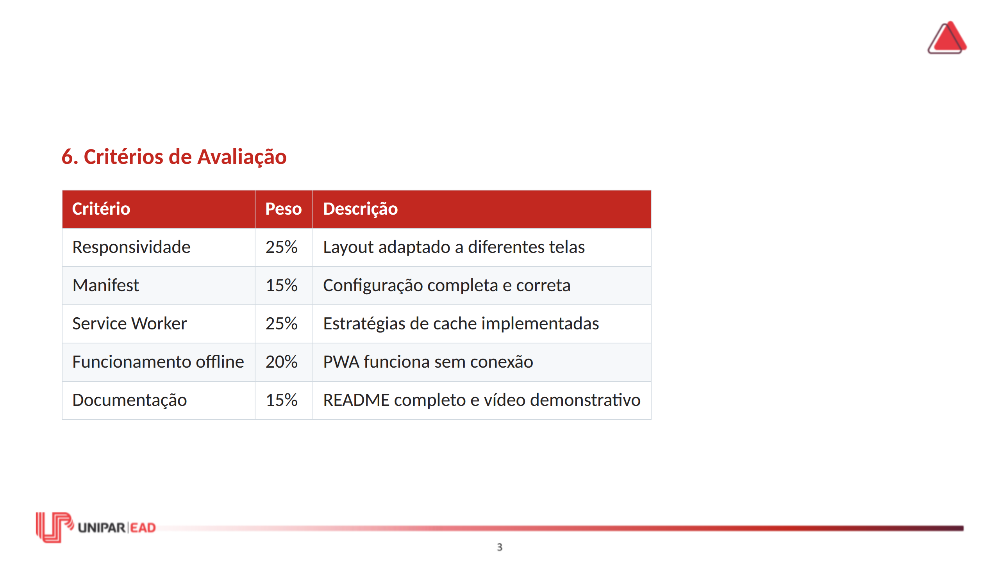 6. Critérios de Avaliação
Critério Peso Descrição
Responsividade 25% Layout adaptado a diferentes telas
Manifest 15% Configuração completa e correta
Service Worker 25% Estratégias de cache implementadas
Funcionamento offline 20% PWA funciona sem conexão
Documentação 15% README completo e vídeo demonstrativo
UNIPAR|EAD
3